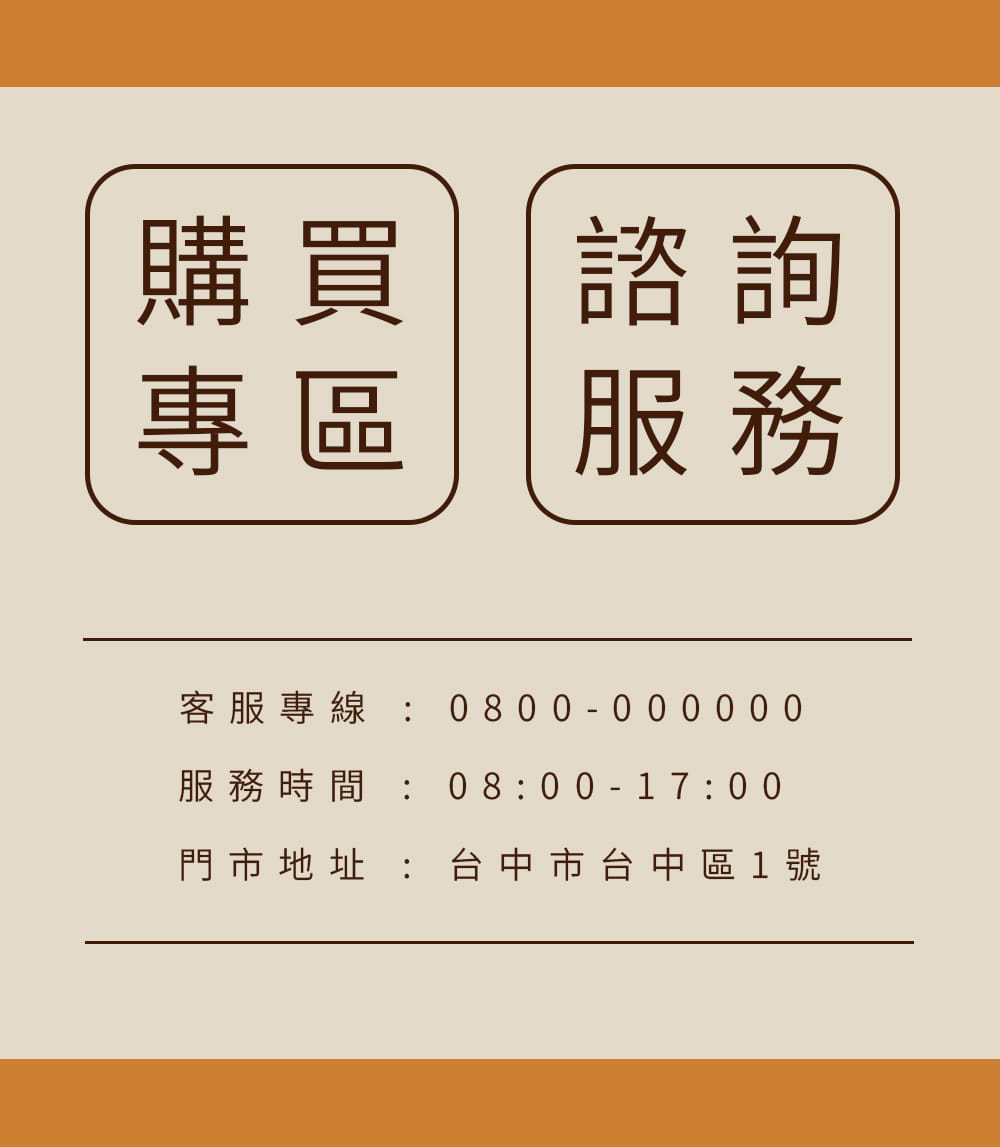 購買
專區
諮詢
服務
客服專線 : 0800-000000
服務時間 : 08:00-17:00
門市地址 : 台中市台中區1號